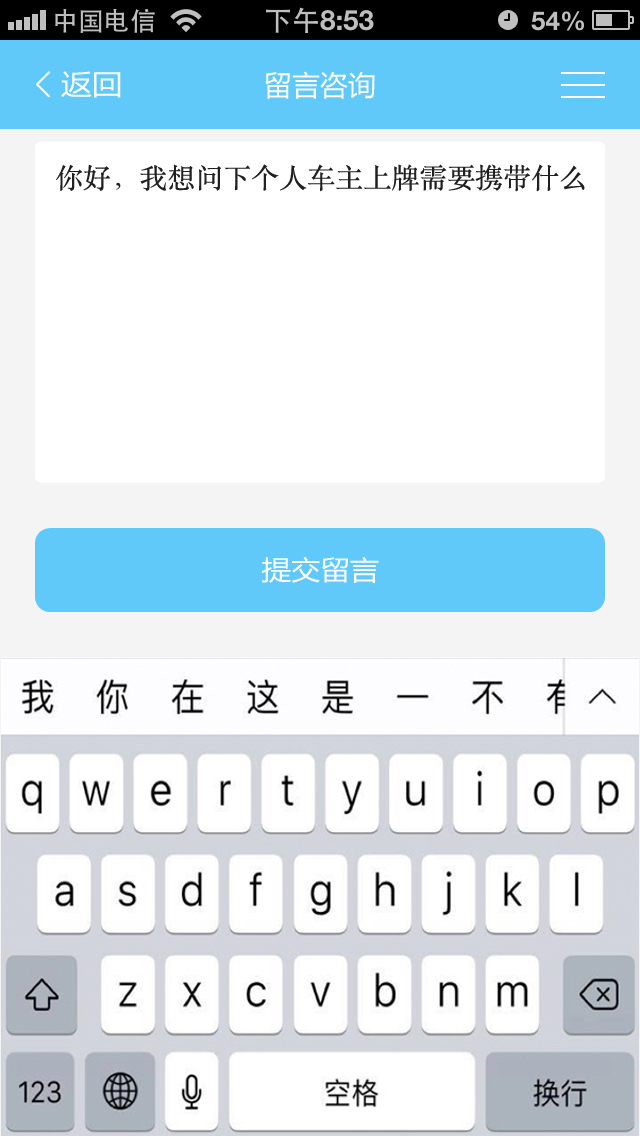 中国电信 下午8:53 54%
返回 留言咨询
你好，我想问下个人车主上牌需要携带什么
提交留言
我 你 在 这 是 一 不 有
q w e r t y u i o p
a s d f g h j k l
z x c v b n m
123 空格 换行